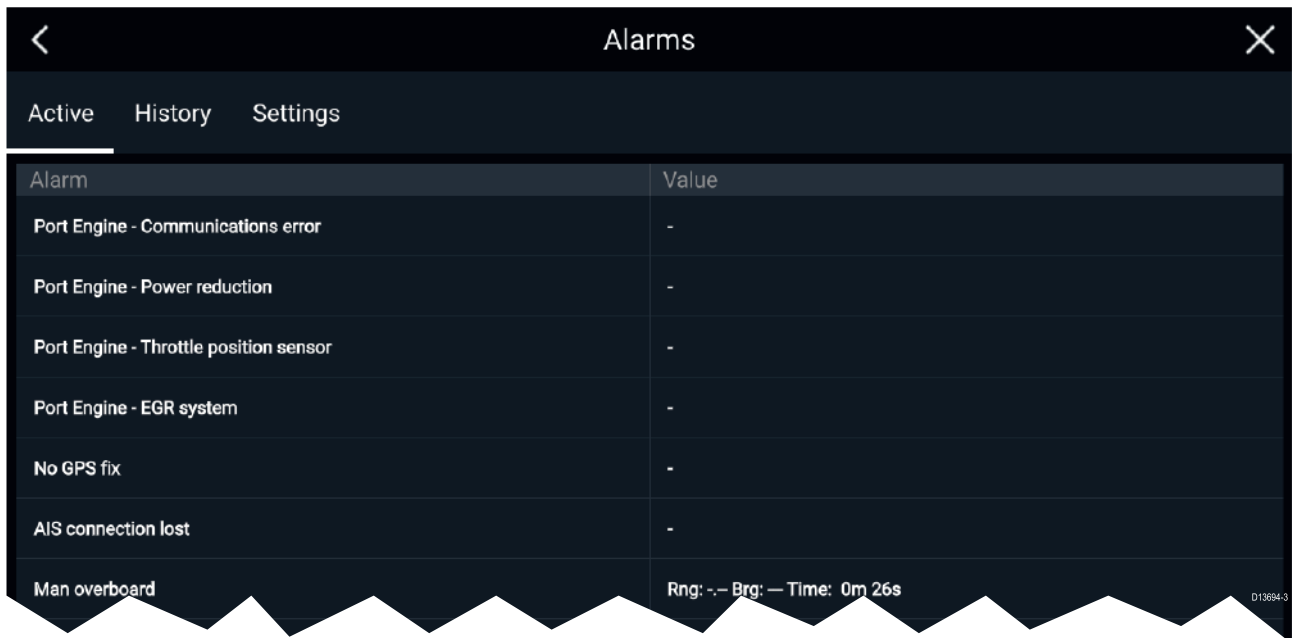 Alarms
Active History Settings
Alarm Value
Port Engine - Communications error -
Port Engine - Power reduction -
Port Engine - Throttle position sensor -
Port Engine - EGR system -
No GPS fix -
AIS connection lost -
Man overboard Rng: -.-- Brg: --- Time: 0m 26s
D13694-3